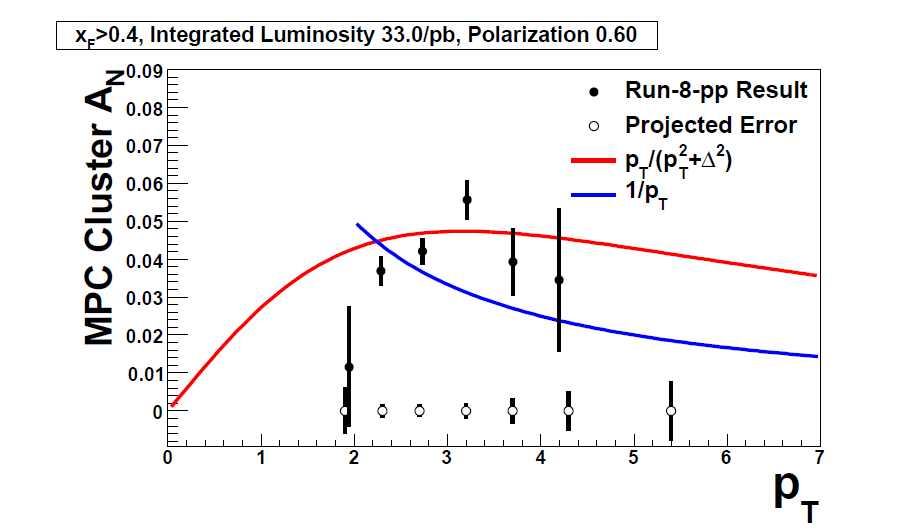 x_F>0.4, Integrated Luminosity 33.0/pb, Polarization 0.60
MPC Cluster A_N
0.09
0.08
0.07
0.06
0.05
0.04
0.03
0.02
0.01
0
Run-8-pp Result
Projected Error
p_T/(p_T^2+Δ^2)
1/p_T
0 1 2 3 4 5 6 7
p_T